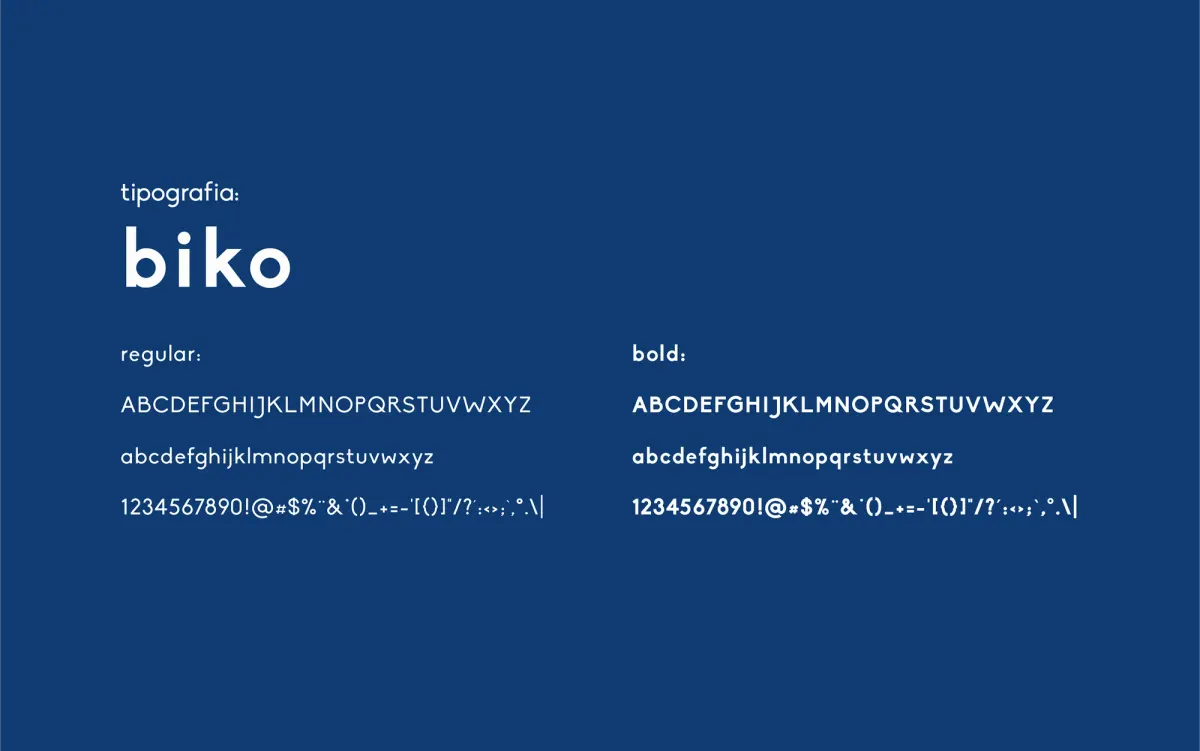 tipografia:
biko
regular:
ABCDEFGHIJKLMNOPQRSTUVWXYZ
abcdefghijklmnopqrstuvwxyz
1234567890!@#$%¨&*()_+=-'[{}]"/?´:<>;`,°.\|
bold:
ABCDEFGHIJKLMNOPQRSTUVWXYZ
abcdefghijklmnopqrstuvwxyz
1234567890!@#$%¨&*()_+=-'[{}]"/?´:<>;`,°.\|